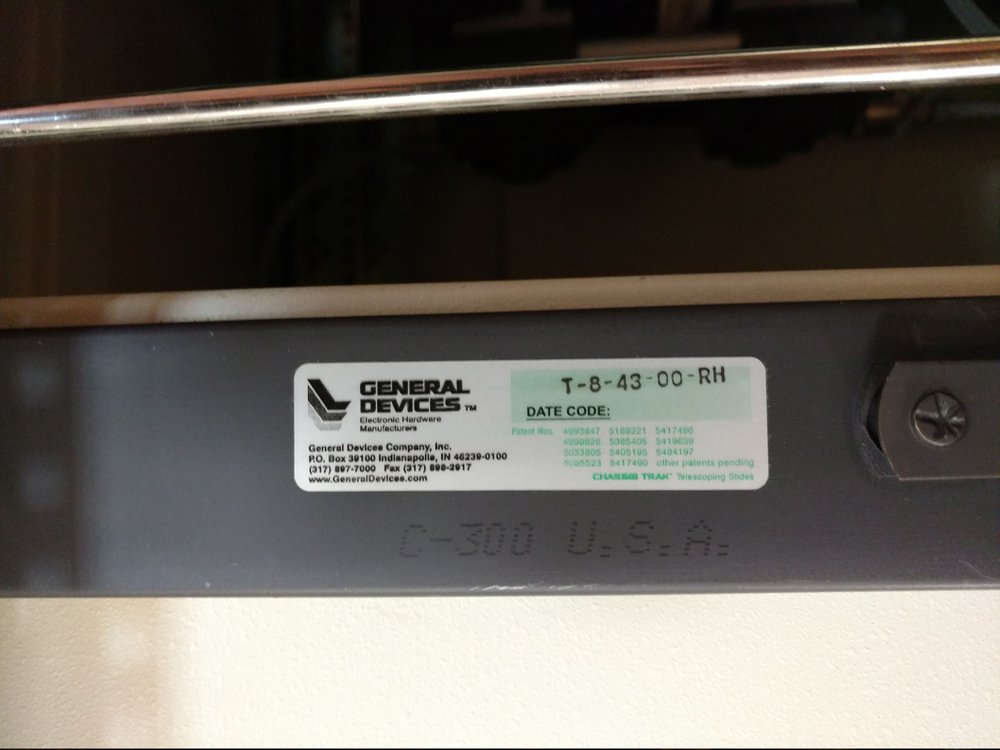 GENERAL
DEVICES™
Electronic Hardware
Manufacturers
General Devices Company, Inc.
P.O. Box 39100 Indianapolis, IN 46239-0100
(317) 897-7000 Fax (317) 898-2917
www.GeneralDevices.com
T-8-43-00-RH
DATE CODE:
Patent Nos. 4993847 5169221 5417496
4998828 5385405 5419639
5033805 5405195 5484197
5095523 5417490 other patents pending
CHASSIS TRAK™ Telescoping Slides
C-300 U.S.A.